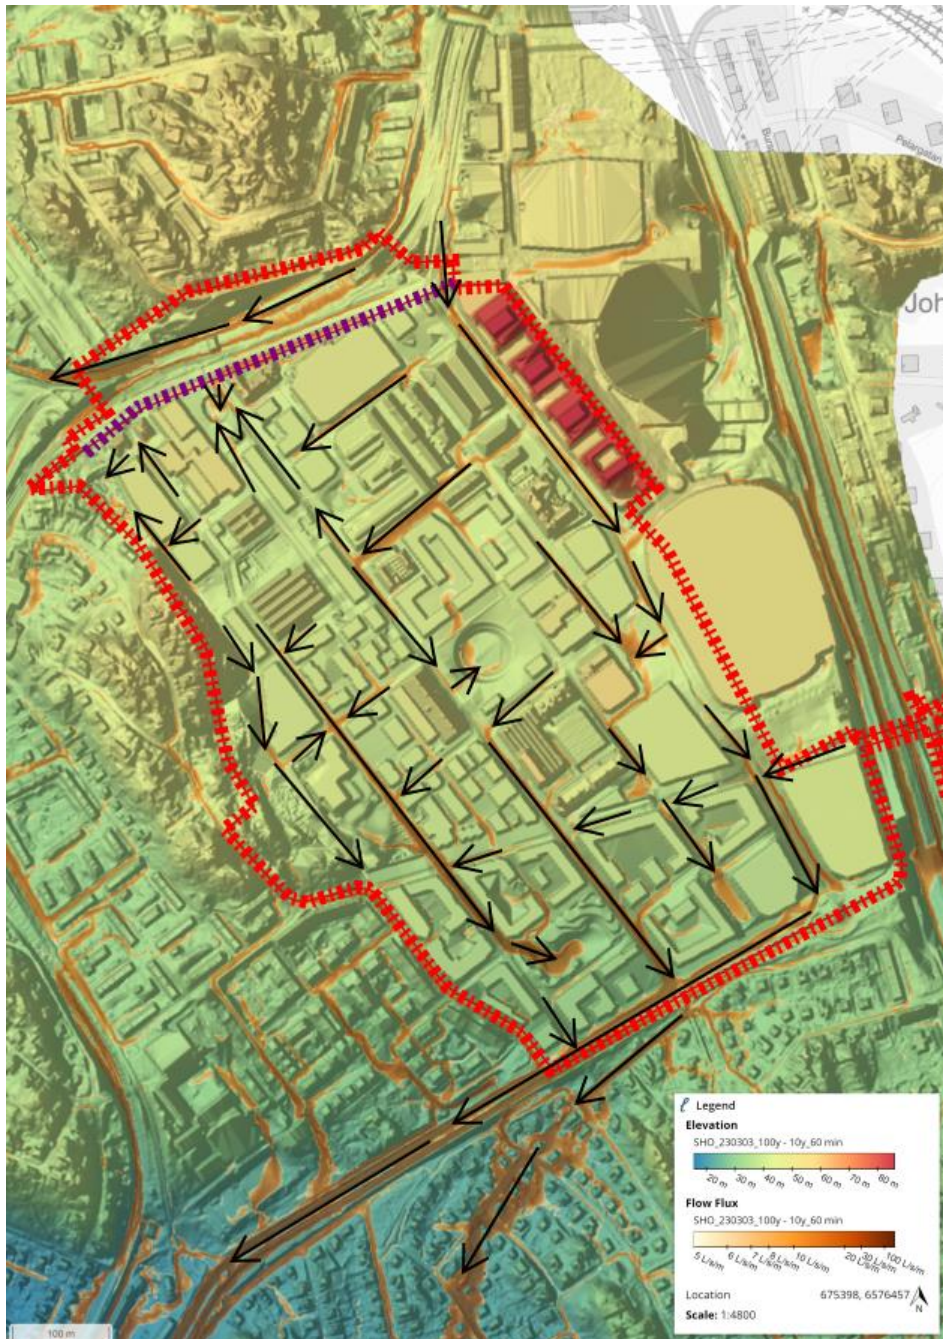 Pelargatan
Joh
Legend
Elevation
SHO_230303_100y - 10y_60 min
20 m 30 m 40 m 50 m 60 m 70 m 80 m
Flow Flux
SHO_230303_100y - 10y_60 min
5 L/s/m 6 L/s/m 7 L/s/m 8 L/s/m 10 L/s/m 20 L/s/m 30 L/s/m 100 L/s/m
Location 675398, 6576457
N
Scale: 1:4800
100 m